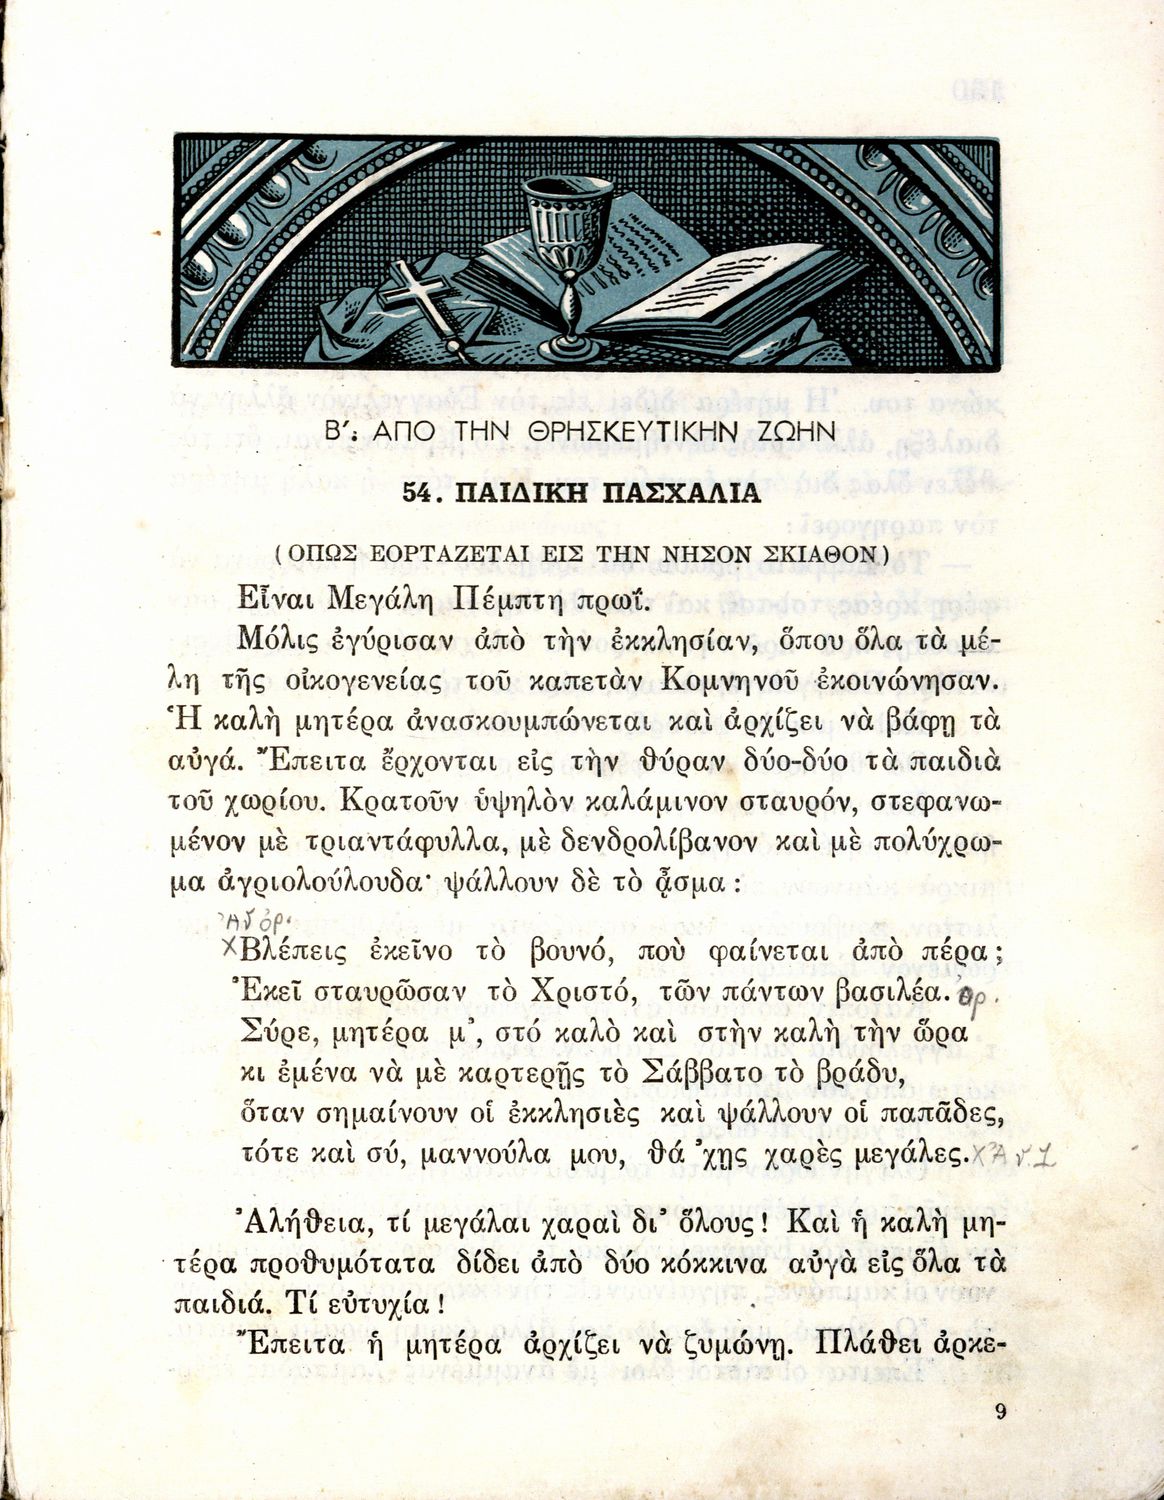 Β′. ΑΠΟ ΤΗΝ ΘΡΗΣΚΕΥΤΙΚΗΝ ΖΩΗΝ
54. ΠΑΙΔΙΚΗ ΠΑΣΧΑΛΙΑ
(ΟΠΩΣ ΕΟΡΤΑΖΕΤΑΙ ΕΙΣ ΤΗΝ ΝΗΣΟΝ ΣΚΙΑΘΟΝ)
Εἶναι Μεγάλη Πέμπτη πρωΐ.
Μόλις ἐγύρισαν ἀπὸ τὴν ἐκκλησίαν, ὅπου ὅλα τὰ μέ-
λη τῆς οἰκογενείας τοῦ καπετὰν Κομνηνοῦ ἐκοινώνησαν.
Ἡ καλὴ μητέρα ἀνασκουμπώνεται καὶ ἀρχίζει νὰ βάφῃ τὰ
αὐγά. Ἔπειτα ἔρχονται εἰς τὴν θύραν δύο-δύο τὰ παιδιὰ
τοῦ χωρίου. Κρατοῦν ὑψηλὸν καλάμινον σταυρόν, στεφανω-
μένον μὲ τριαντάφυλλα, μὲ δενδρολίβανον καὶ μὲ πολύχρω-
μα ἀγριολούλουδα· ψάλλουν δὲ τὸ ᾆσμα :
Βλέπεις ἐκεῖνο τὸ βουνό, ποὺ φαίνεται ἀπὸ πέρα ;
Ἐκεῖ σταυρῶσαν τὸ Χριστό, τῶν πάντων βασιλέα.
Σύρε, μητέρα μ᾽, στό καλὸ καὶ στὴν καλὴ τὴν ὥρα
κι ἐμένα νὰ μὲ καρτερῇς τὸ Σάββατο τὸ βράδυ,
ὅταν σημαίνουν οἱ ἐκκλησιὲς καὶ ψάλλουν οἱ παπᾶδες,
τότε καὶ σύ, μαννούλα μου, θά ᾽χῃς χαρὲς μεγάλες.
Ἀλήθεια, τί μεγάλαι χαραὶ δι᾽ ὅλους ! Καὶ ἡ καλὴ μη-
τέρα προθυμότατα δίδει ἀπὸ δύο κόκκινα αὐγὰ εἰς ὅλα τὰ
παιδιά. Τί εὐτυχία !
Ἔπειτα ἡ μητέρα ἀρχίζει νὰ ζυμώνῃ. Πλάθει ἀρκε-
9